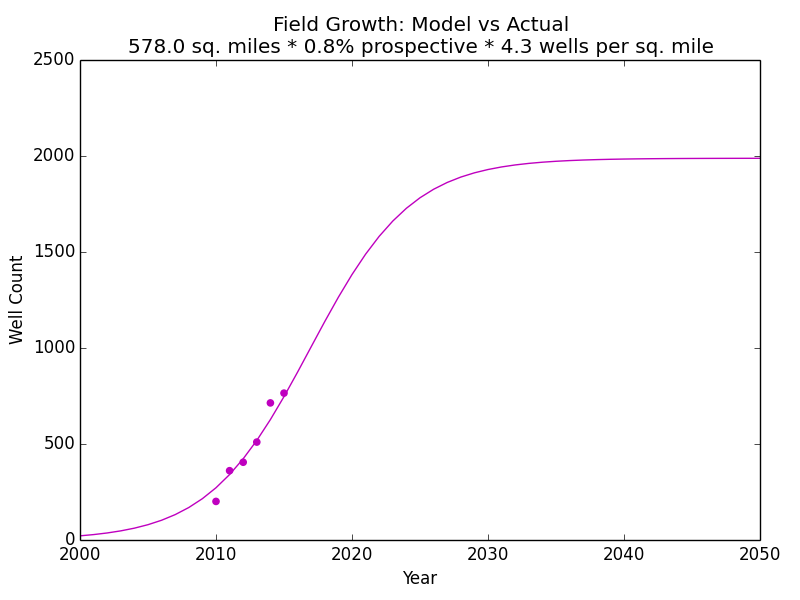 Field Growth: Model vs Actual
578.0 sq. miles * 0.8% prospective * 4.3 wells per sq. mile
2500
2000
1500
1000
500
0
Well Count
2000 2010 2020 2030 2040 2050
Year